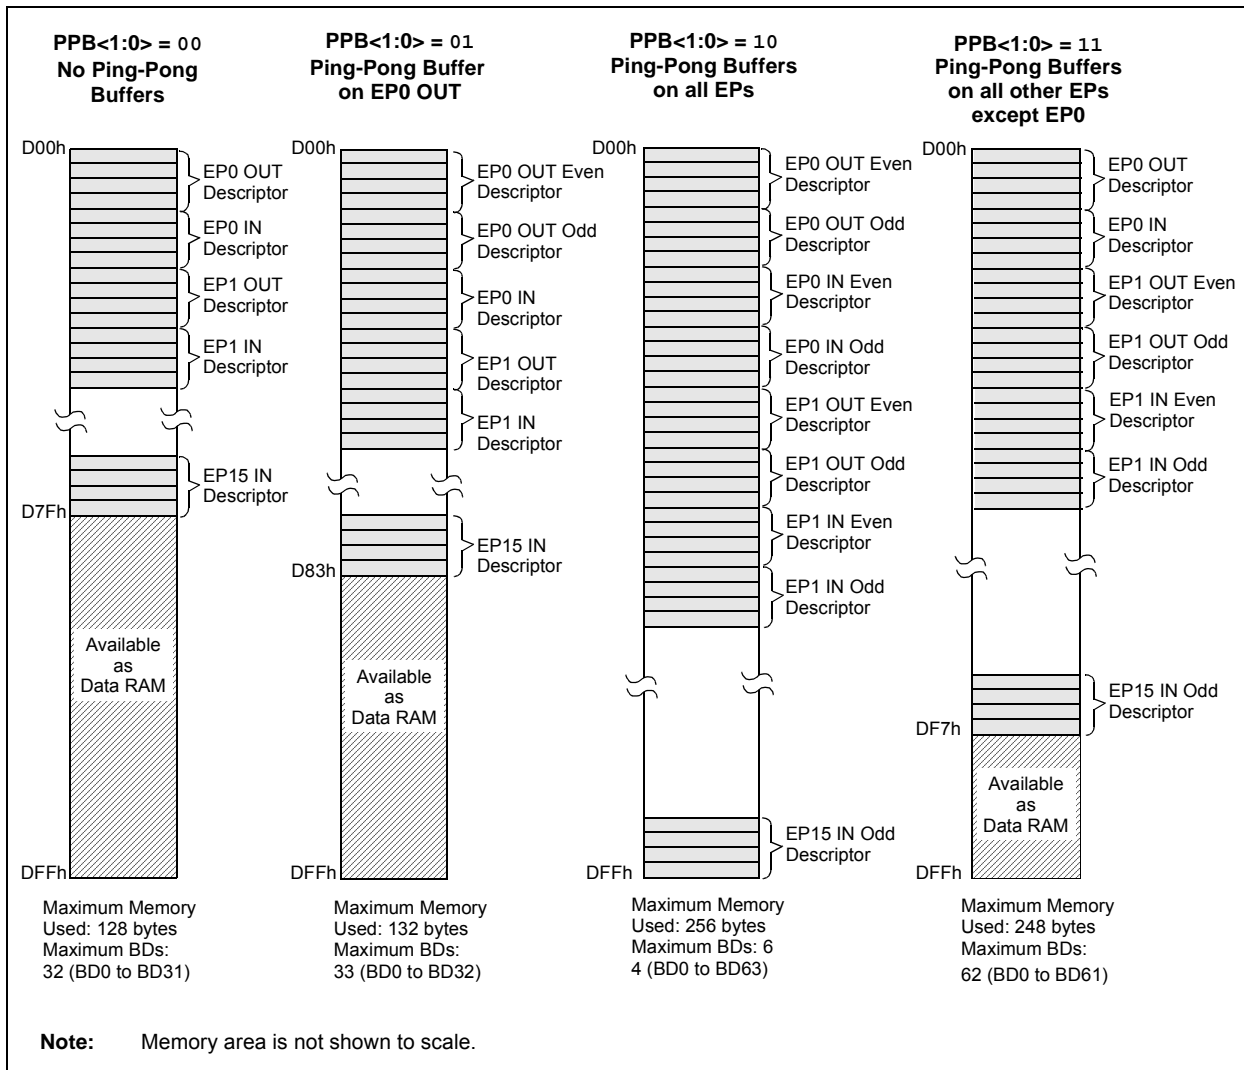 PPB<1:0> = 00
No Ping-Pong
Buffers
D00h
EP0 OUT
Descriptor
EP0 IN
Descriptor
EP1 OUT
Descriptor
EP1 IN
Descriptor
EP15 IN
Descriptor
D7Fh
Available
as
Data RAM
DFFh
Maximum Memory
Used: 128 bytes
Maximum BDs:
32 (BD0 to BD31)
PPB<1:0> = 01
Ping-Pong Buffer
on EP0 OUT
D00h
EP0 OUT Even
Descriptor
EP0 OUT Odd
Descriptor
EP0 IN
Descriptor
EP1 OUT
Descriptor
EP1 IN
Descriptor
EP15 IN
Descriptor
D83h
Available
as
Data RAM
DFFh
Maximum Memory
Used: 132 bytes
Maximum BDs:
33 (BD0 to BD32)
PPB<1:0> = 10
Ping-Pong Buffers
on all EPs
D00h
EP0 OUT Even
Descriptor
EP0 OUT Odd
Descriptor
EP0 IN Even
Descriptor
EP0 IN Odd
Descriptor
EP1 OUT Even
Descriptor
EP1 OUT Odd
Descriptor
EP1 IN Even
Descriptor
EP1 IN Odd
Descriptor
EP15 IN Odd
Descriptor
DFFh
Maximum Memory
Used: 256 bytes
Maximum BDs: 6
4 (BD0 to BD63)
PPB<1:0> = 11
Ping-Pong Buffers
on all other EPs
except EP0
D00h
EP0 OUT
Descriptor
EP0 IN
Descriptor
EP1 OUT Even
Descriptor
EP1 OUT Odd
Descriptor
EP1 IN Even
Descriptor
EP1 IN Odd
Descriptor
EP15 IN Odd
Descriptor
DF7h
Available
as
Data RAM
DFFh
Maximum Memory
Used: 248 bytes
Maximum BDs:
62 (BD0 to BD61)
Note: Memory area is not shown to scale.